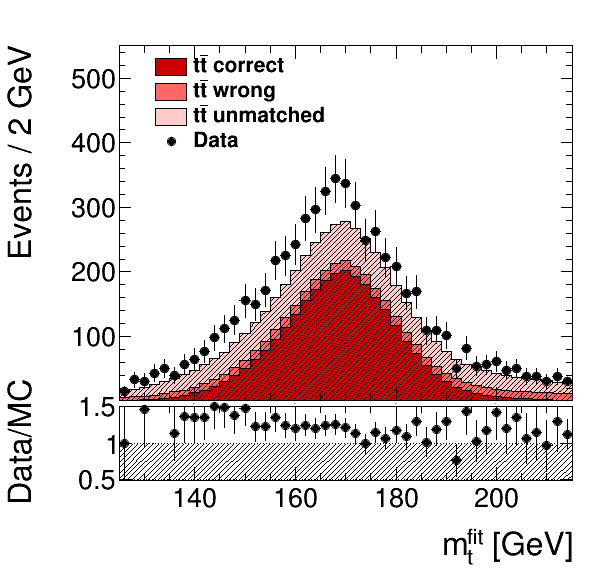 Events / 2 GeV
500
400
300
200
100
tt̄ correct
tt̄ wrong
tt̄ unmatched
Data
Data/MC
1.5
1
0.5
140 160 180 200
m_t^fit [GeV]